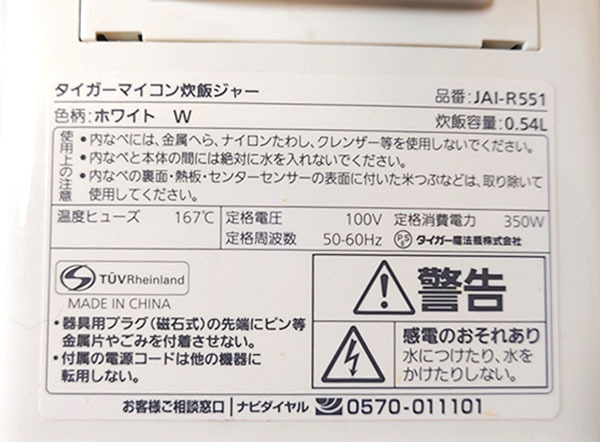 タイガーマイコン炊飯ジャー 品番:JAI-R551
色柄:ホワイト W 炊飯容量:0.54L
使用上の注意
•内なべには、金属へら、ナイロンたわし、クレンザー等を使用しないでください。
•内なべと本体の間には絶対に水を入れないでください。
•内なべの裏面・熱板・センターセンサーの表面に付いた米つぶなどは、取り除いて
使用してください。
温度ヒューズ 167℃ 定格電圧 100V 定格消費電力 350W
定格周波数 50-60Hz PSE タイガー魔法瓶株式会社
TÜVRheinland
MADE IN CHINA
•器具用プラグ(磁石式)の先端にピン等
金属片やごみを付着させない。
•付属の電源コードは他の機器に
転用しない。
警告
感電のおそれあり
水につけたり、水を
かけたりしない。
お客様ご相談窓口 ナビダイヤル 0570-011101